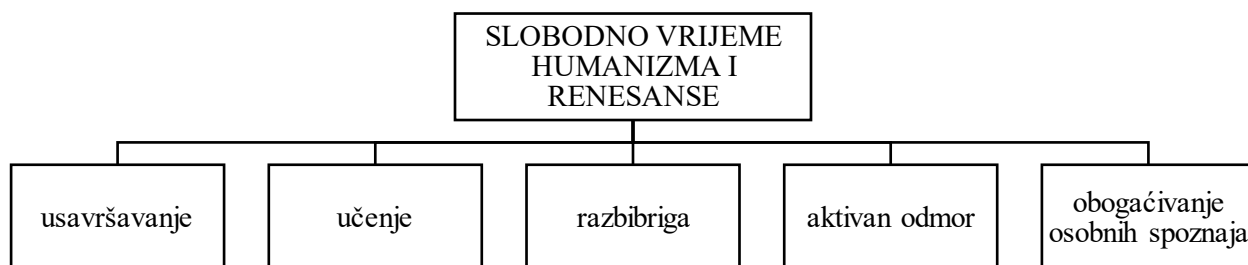 SLOBODNO VRIJEME
HUMANIZMA I
RENESANSE
usavršavanje
učenje
razbibriga
aktivan odmor
obogaćivanje
osobnih spoznaja